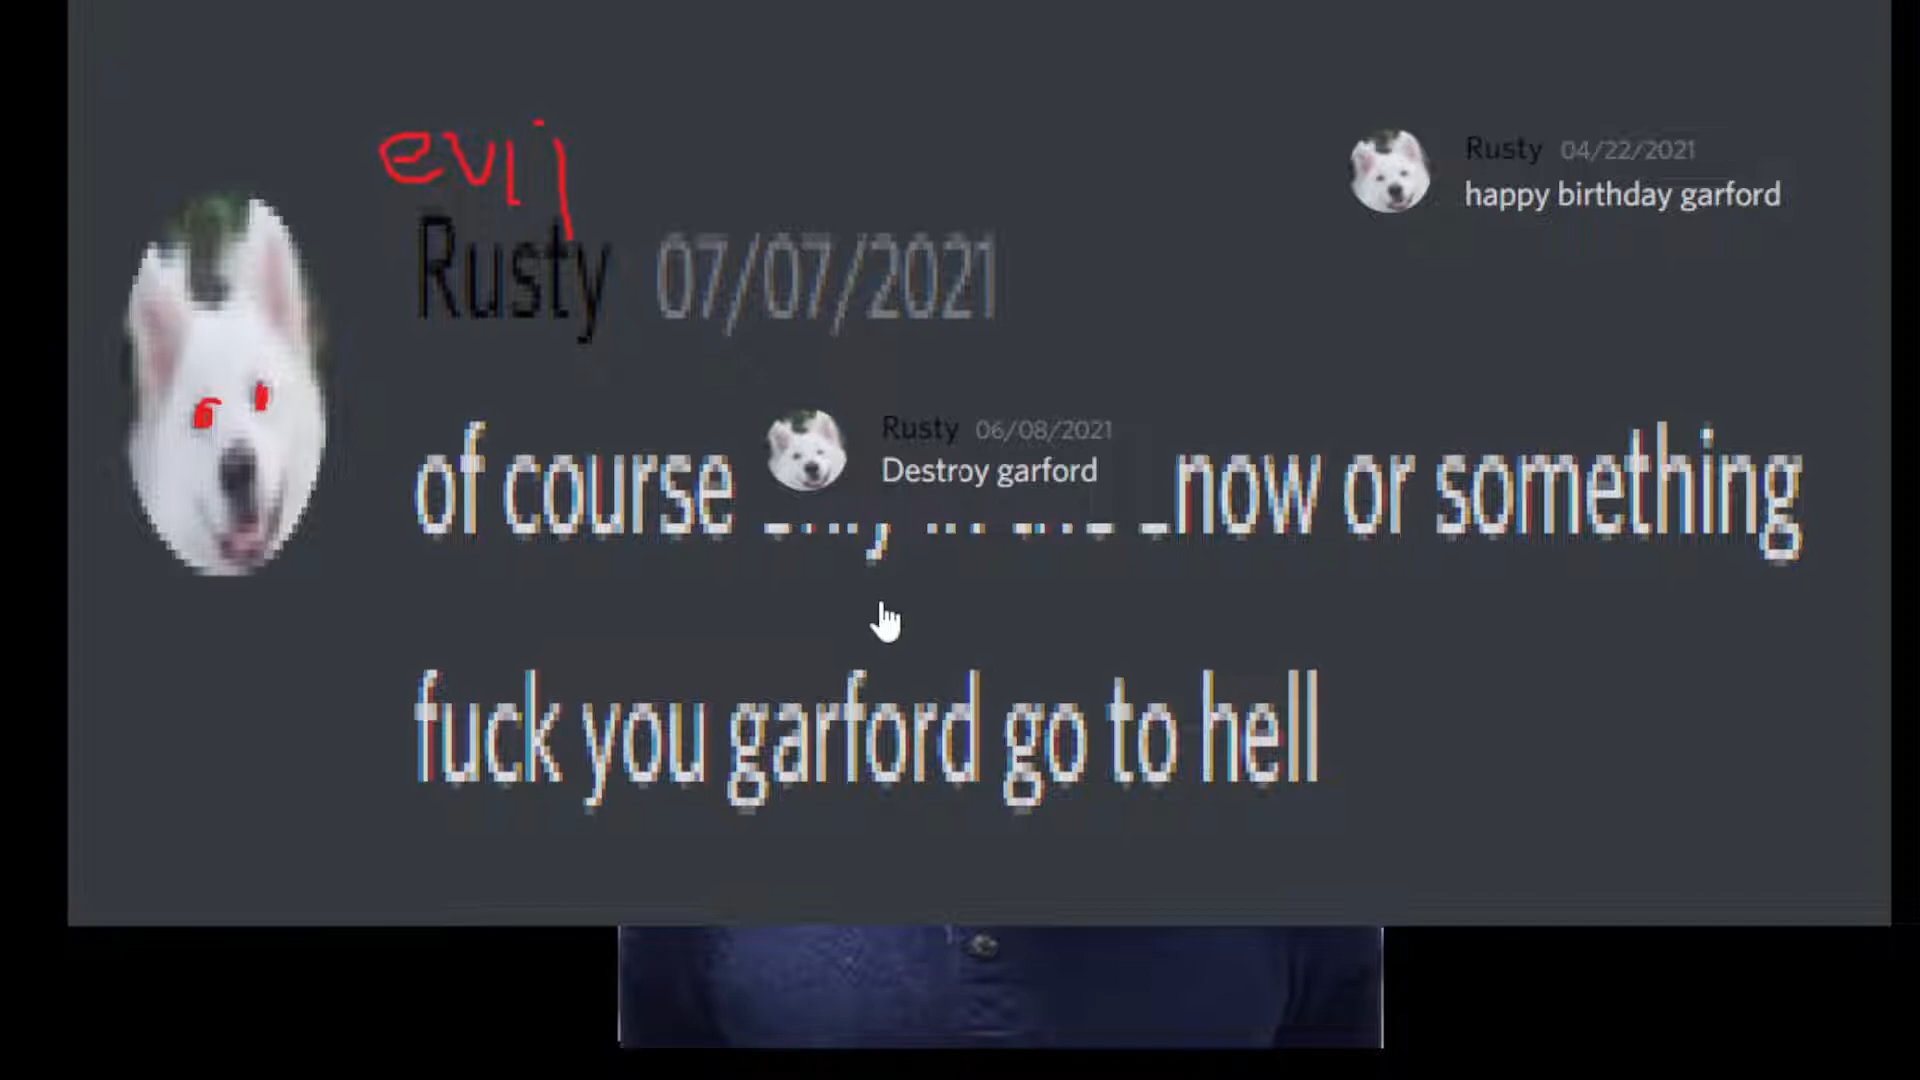 evil
Rusty 07/07/2021
Rusty 04/22/2021
happy birthday garford
Rusty 06/08/2021
Destroy garford
of course now or something
fuck you garford go to hell